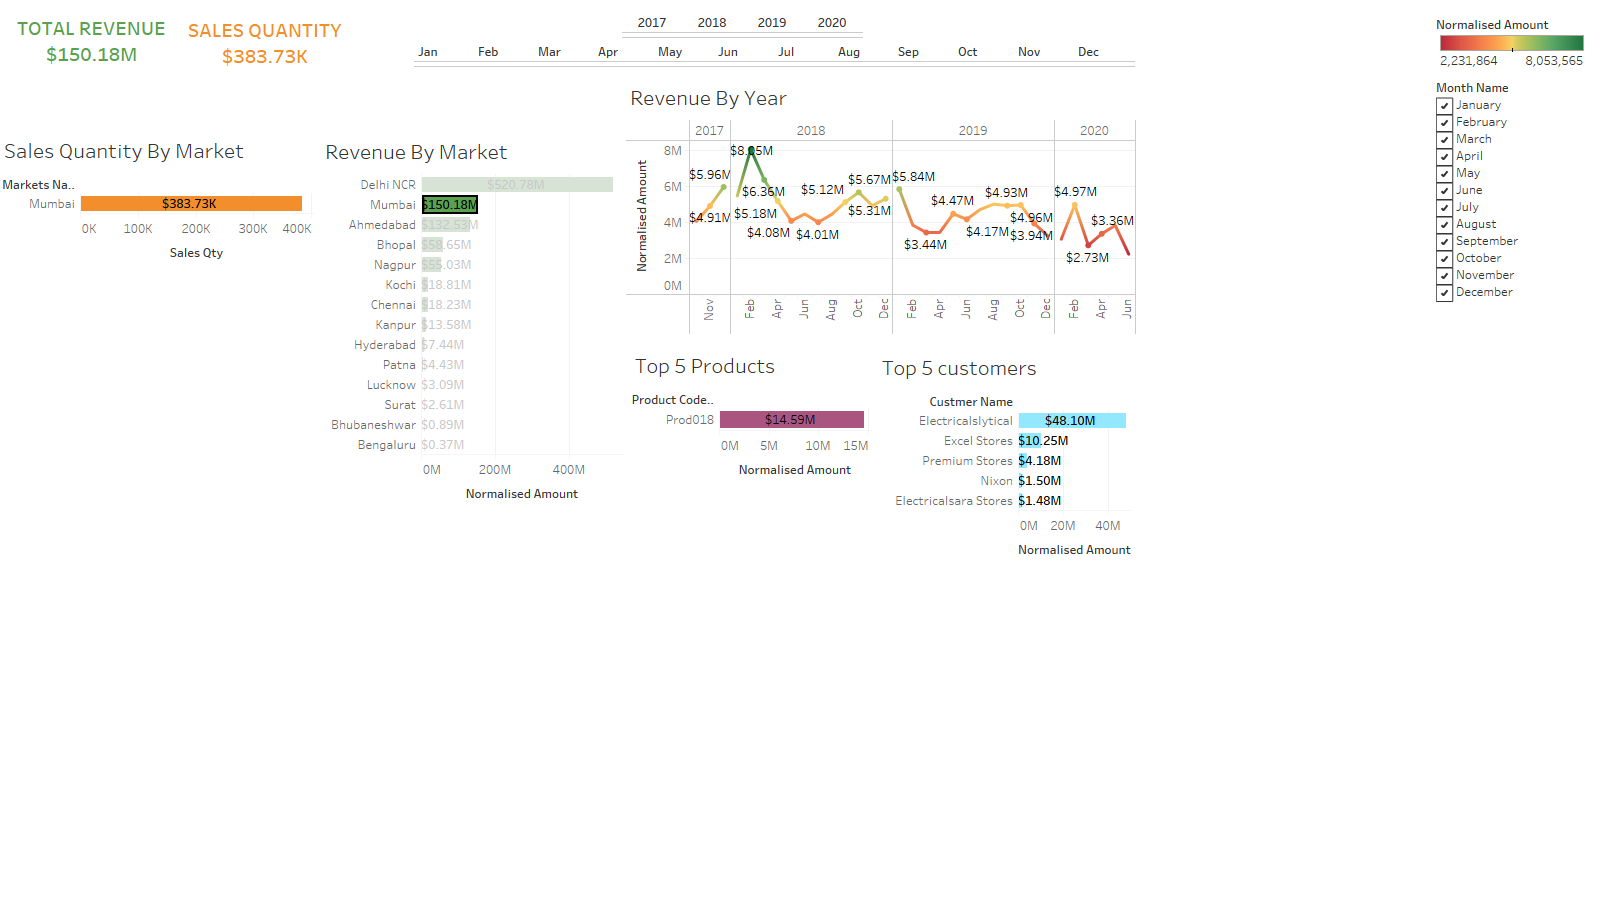 TOTAL REVENUE
$150.18M
SALES QUANTITY
$383.73K
2017 2018 2019 2020
Jan Feb Mar Apr May Jun Jul Aug Sep Oct Nov Dec
Normalised Amount
2,231,864 8,053,565
Month Name
January
February
March
April
May
June
July
August
September
October
November
December
Sales Quantity By Market
Markets Na..
Mumbai $383.73K
0K 100K 200K 300K 400K
Sales Qty
Revenue By Market
Delhi NCR $520.78M
Mumbai $150.18M
Ahmedabad $132.53M
Bhopal $58.65M
Nagpur $55.03M
Kochi $18.81M
Chennai $18.23M
Kanpur $13.58M
Hyderabad $7.44M
Patna $4.43M
Lucknow $3.09M
Surat $2.61M
Bhubaneshwar $0.89M
Bengaluru $0.37M
0M 200M 400M
Normalised Amount
Revenue By Year
2017 2018 2019 2020
Normalised Amount
8M
6M
4M
2M
0M
$5.96M
$4.91M
$8.05M
$6.36M
$5.18M
$4.08M
$5.12M
$4.01M
$5.67M
$5.31M
$5.84M
$3.44M
$4.47M
$4.17M
$4.93M
$4.96M
$3.94M
$4.97M
$2.73M
$3.36M
Nov Feb Apr Jun Aug Oct Dec Feb Apr Jun Aug Oct Dec Feb Apr Jun
Top 5 Products
Product Code..
Prod018 $14.59M
0M 5M 10M 15M
Normalised Amount
Top 5 customers
Custmer Name
Electricalslytical $48.10M
Excel Stores $10.25M
Premium Stores $4.18M
Nixon $1.50M
Electricalsara Stores $1.48M
0M 20M 40M
Normalised Amount